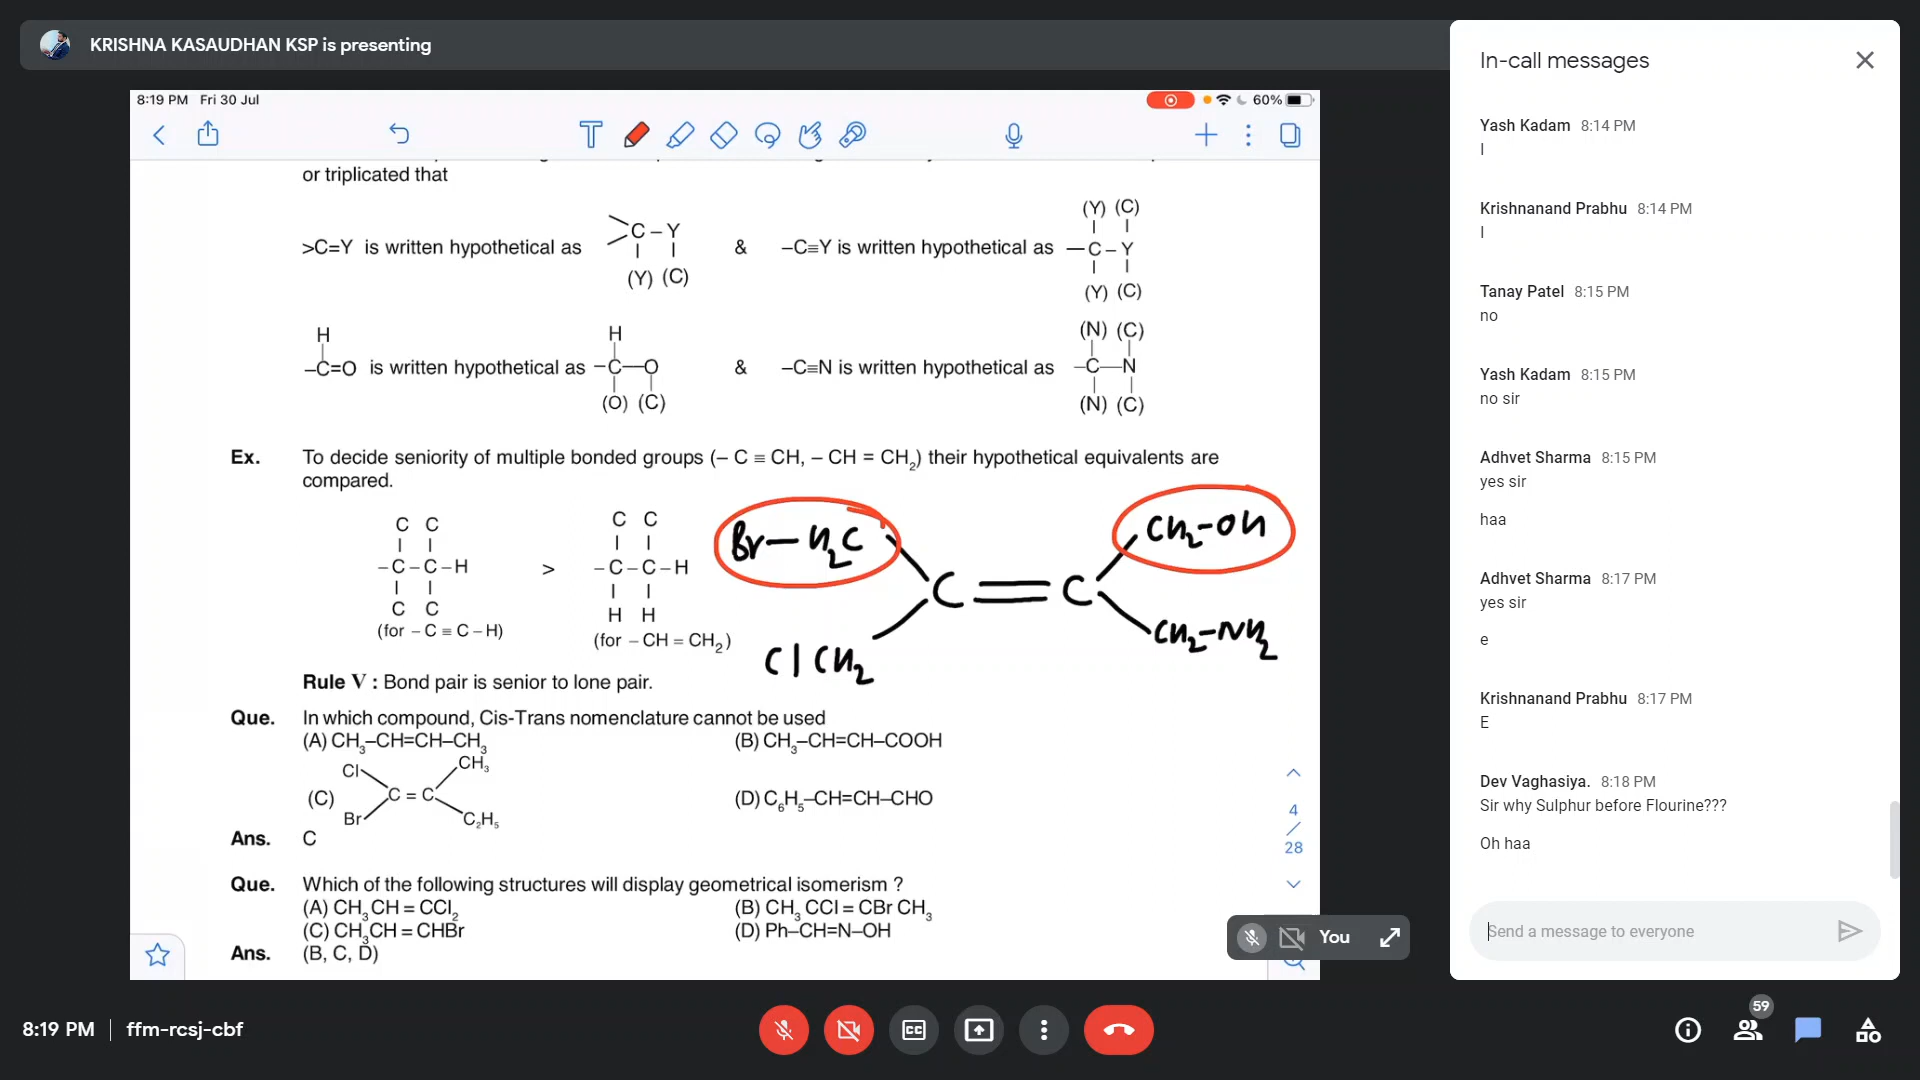 KRISHNA KASAUDHAN KSP is presenting
8:19 PM Fri 30 Jul
60%
or triplicated that
>C=Y is written hypothetical as
C – Y
(Y) (C)
& –C≡Y is written hypothetical as
(Y) (C)
– C – Y
(Y) (C)
H
–C=O is written hypothetical as
H
–C—O
(O) (C)
& –C≡N is written hypothetical as
(N) (C)
–C—N
(N) (C)
Ex. To decide seniority of multiple bonded groups (– C ≡ CH, – CH = CH₂) their hypothetical equivalents are
compared.
C C
–C–C–H
C C
(for – C ≡ C – H)
>
C C
–C–C–H
H H
(for – CH = CH₂)
Br–H₂C
CH₂–OH
C=C
Cl CH₂
CH₂–NH₂
Rule V : Bond pair is senior to lone pair.
Que. In which compound, Cis-Trans nomenclature cannot be used
(A) CH₃–CH=CH–CH₃ (B) CH₃–CH=CH–COOH
Cl CH₃
(C) C = C (D) C₆H₅–CH=CH–CHO
Br C₂H₅
Ans. C
Que. Which of the following structures will display geometrical isomerism ?
(A) CH₃CH = CCl₂ (B) CH₃ CCl = CBr CH₃
(C) CH₃CH = CHBr (D) Ph–CH=N–OH
Ans. (B, C, D)
4
/
28
You
In-call messages
Yash Kadam 8:14 PM
I
Krishnanand Prabhu 8:14 PM
I
Tanay Patel 8:15 PM
no
Yash Kadam 8:15 PM
no sir
Adhvet Sharma 8:15 PM
yes sir
haa
Adhvet Sharma 8:17 PM
yes sir
e
Krishnanand Prabhu 8:17 PM
E
Dev Vaghasiya. 8:18 PM
Sir why Sulphur before Flourine???
Oh haa
Send a message to everyone
8:19 PM | ffm-rcsj-cbf
CC
59